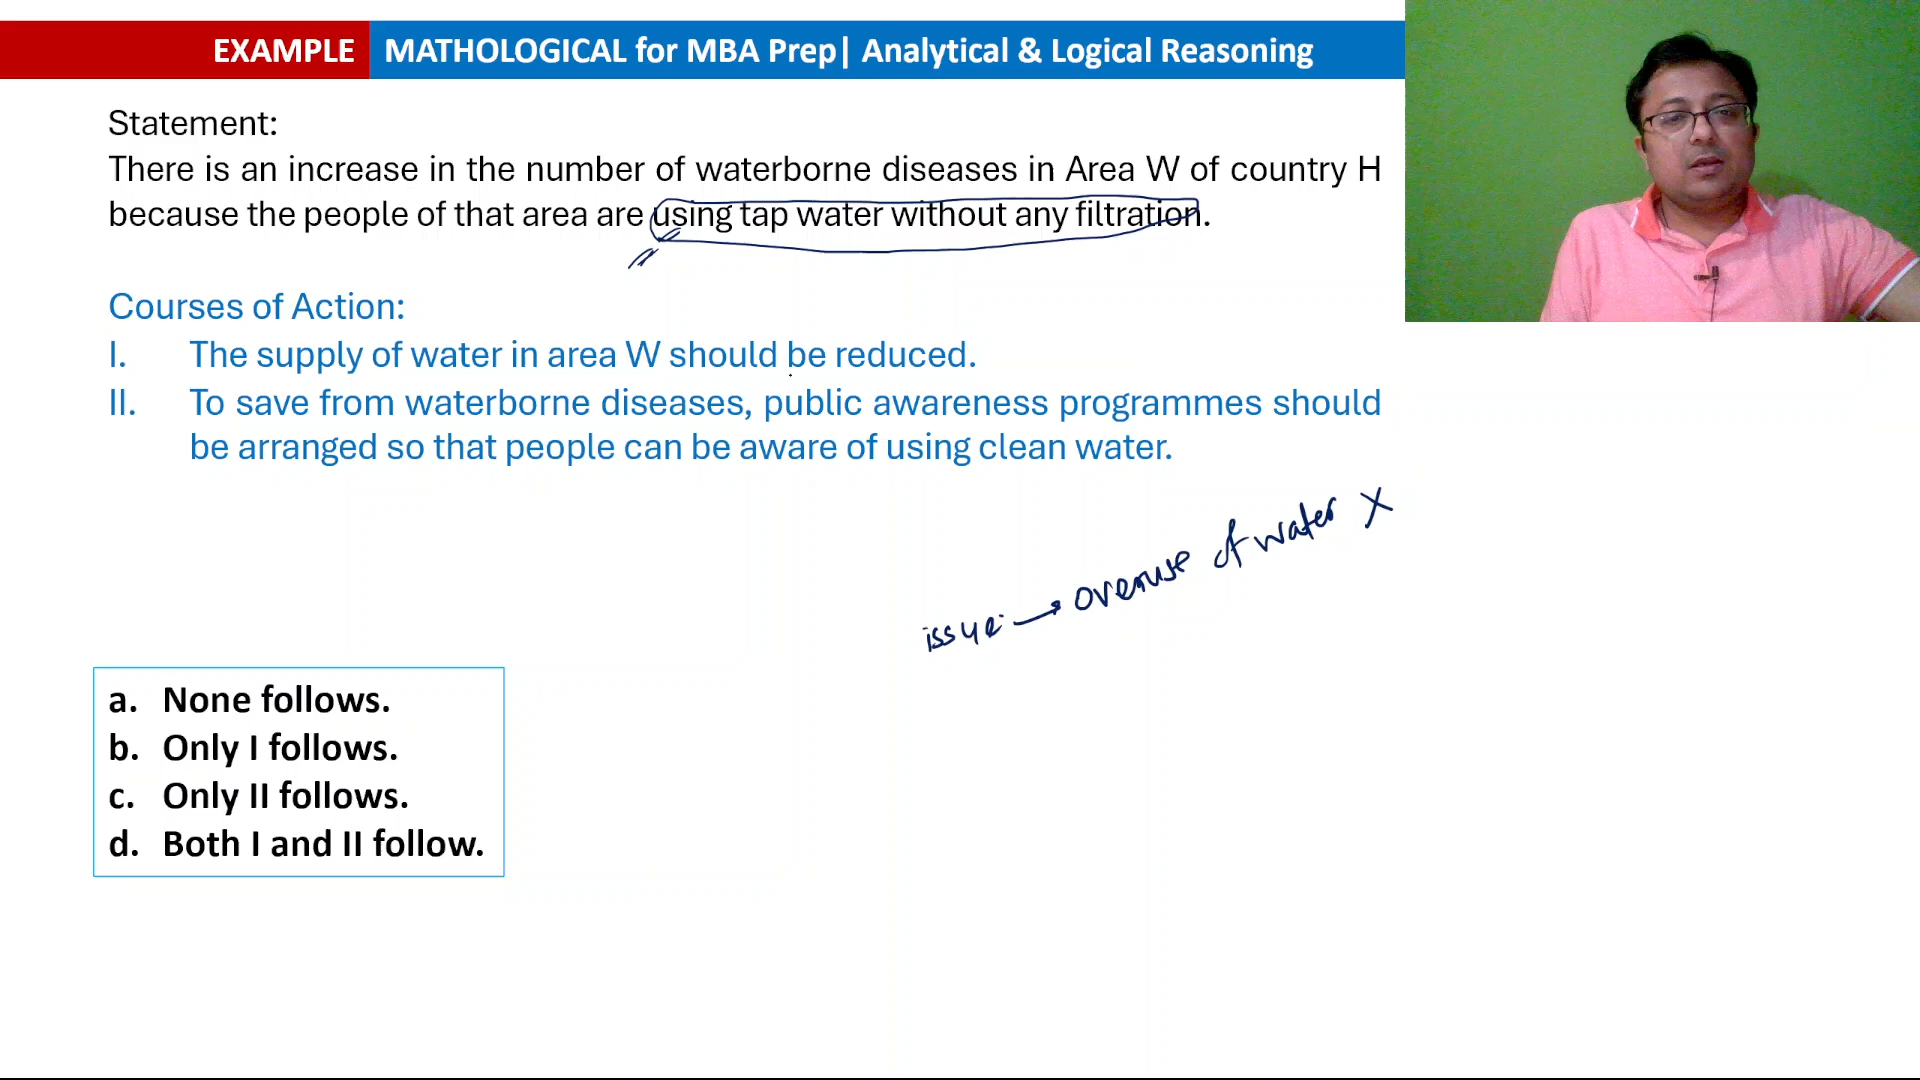 EXAMPLE MATHOLOGICAL for MBA Prep| Analytical & Logical Reasoning
Statement:
There is an increase in the number of waterborne diseases in Area W of country H
because the people of that area are using tap water without any filtration.
Courses of Action:
I. The supply of water in area W should be reduced.
II. To save from waterborne diseases, public awareness programmes should
be arranged so that people can be aware of using clean water.
issue → overuse of water X
a. None follows.
b. Only I follows.
c. Only II follows.
d. Both I and II follow.